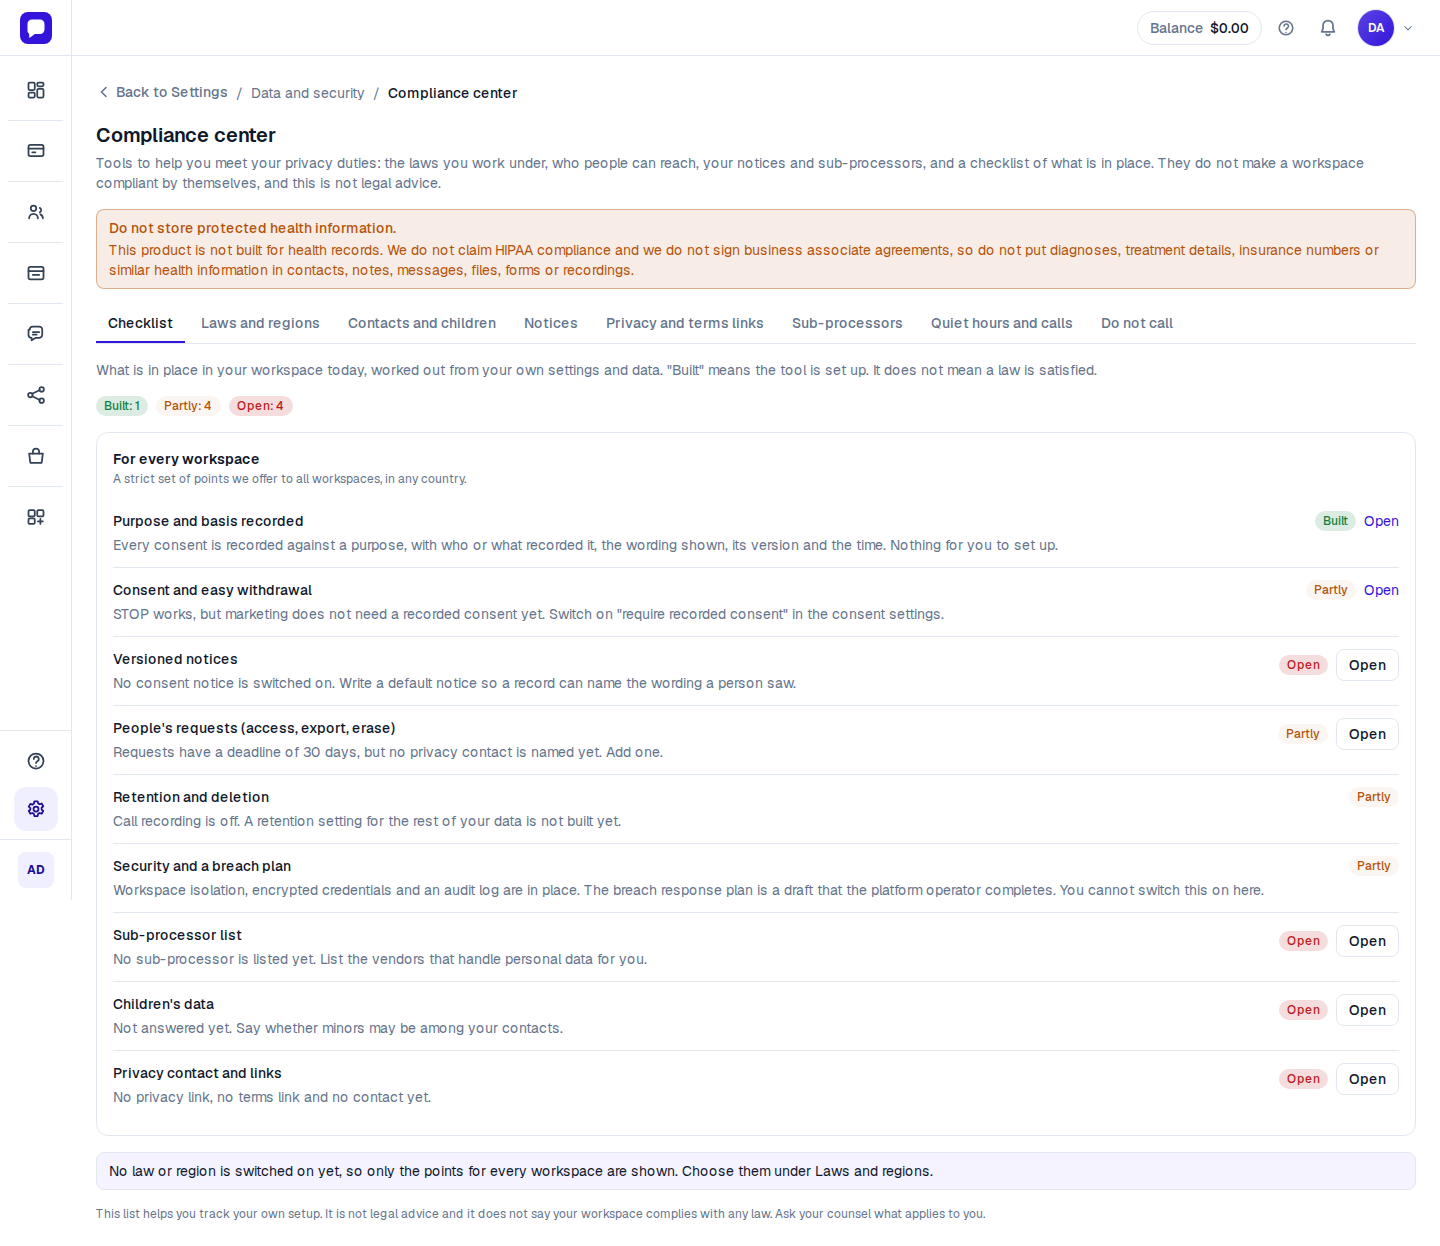 Balance $0.00
DA
Back to Settings / Data and security / Compliance center
Compliance center
Tools to help you meet your privacy duties: the laws you work under, who people can reach, your notices and sub-processors, and a checklist of what is in place. They do not make a workspace
compliant by themselves, and this is not legal advice.
Do not store protected health information.
This product is not built for health records. We do not claim HIPAA compliance and we do not sign business associate agreements, so do not put diagnoses, treatment details, insurance numbers or
similar health information in contacts, notes, messages, files, forms or recordings.
Checklist Laws and regions Contacts and children Notices Privacy and terms links Sub-processors Quiet hours and calls Do not call
What is in place in your workspace today, worked out from your own settings and data. "Built" means the tool is set up. It does not mean a law is satisfied.
Built: 1 Partly: 4 Open: 4
For every workspace
A strict set of points we offer to all workspaces, in any country.
Purpose and basis recorded Built Open
Every consent is recorded against a purpose, with who or what recorded it, the wording shown, its version and the time. Nothing for you to set up.
Consent and easy withdrawal Partly Open
STOP works, but marketing does not need a recorded consent yet. Switch on "require recorded consent" in the consent settings.
Versioned notices Open Open
No consent notice is switched on. Write a default notice so a record can name the wording a person saw.
People's requests (access, export, erase) Partly Open
Requests have a deadline of 30 days, but no privacy contact is named yet. Add one.
Retention and deletion Partly
Call recording is off. A retention setting for the rest of your data is not built yet.
Security and a breach plan Partly
Workspace isolation, encrypted credentials and an audit log are in place. The breach response plan is a draft that the platform operator completes. You cannot switch this on here.
Sub-processor list Open Open
No sub-processor is listed yet. List the vendors that handle personal data for you.
Children's data Open Open
Not answered yet. Say whether minors may be among your contacts.
Privacy contact and links Open Open
No privacy link, no terms link and no contact yet.
AD
No law or region is switched on yet, so only the points for every workspace are shown. Choose them under Laws and regions.
This list helps you track your own setup. It is not legal advice and it does not say your workspace complies with any law. Ask your counsel what applies to you.